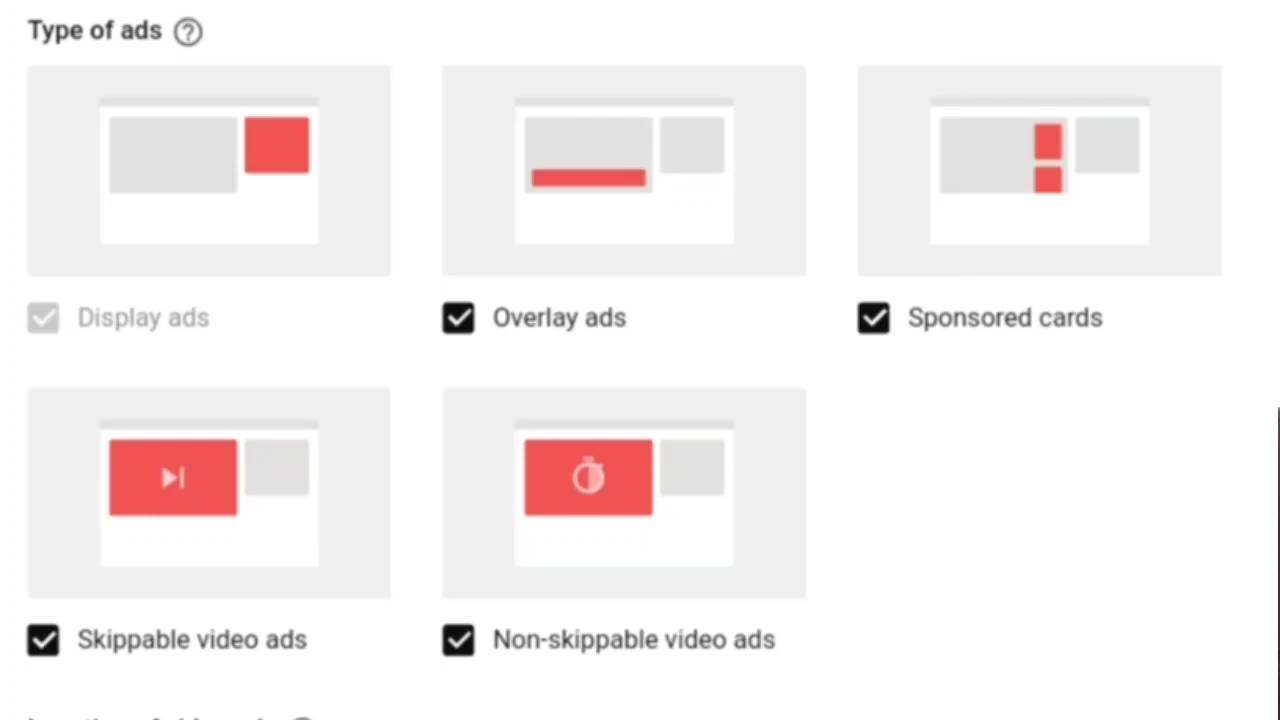 Type of ads
Display ads
Overlay ads
Sponsored cards
Skippable video ads
Non-skippable video ads